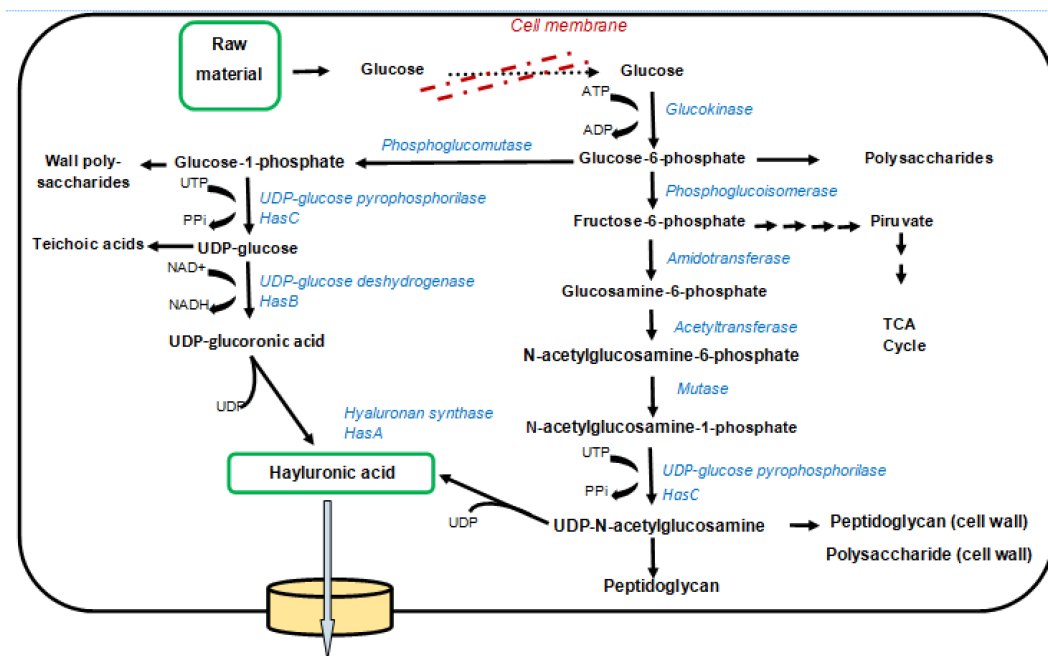 Cell membrane
Raw
material
Glucose
Glucose
ATP
Glucokinase
ADP
Phosphoglucomutase
Wall poly-
saccharides
Glucose-1-phosphate
Glucose-6-phosphate
Polysaccharides
UTP
UDP-glucose pyrophosphorilase
HasC
PPi
Phosphoglucoisomerase
Fructose-6-phosphate
Piruvate
Teichoic acids
UDP-glucose
NAD+
UDP-glucose deshydrogenase
HasB
NADH
Amidotransferase
Glucosamine-6-phosphate
Acetyltransferase
TCA
Cycle
UDP-glucoronic acid
N-acetylglucosamine-6-phosphate
Mutase
UDP
Hyaluronan synthase
HasA
N-acetylglucosamine-1-phosphate
UTP
UDP-glucose pyrophosphorilase
HasC
PPi
Hayluronic acid
UDP
UDP-N-acetylglucosamine
Peptidoglycan (cell wall)
Polysaccharide (cell wall)
Peptidoglycan